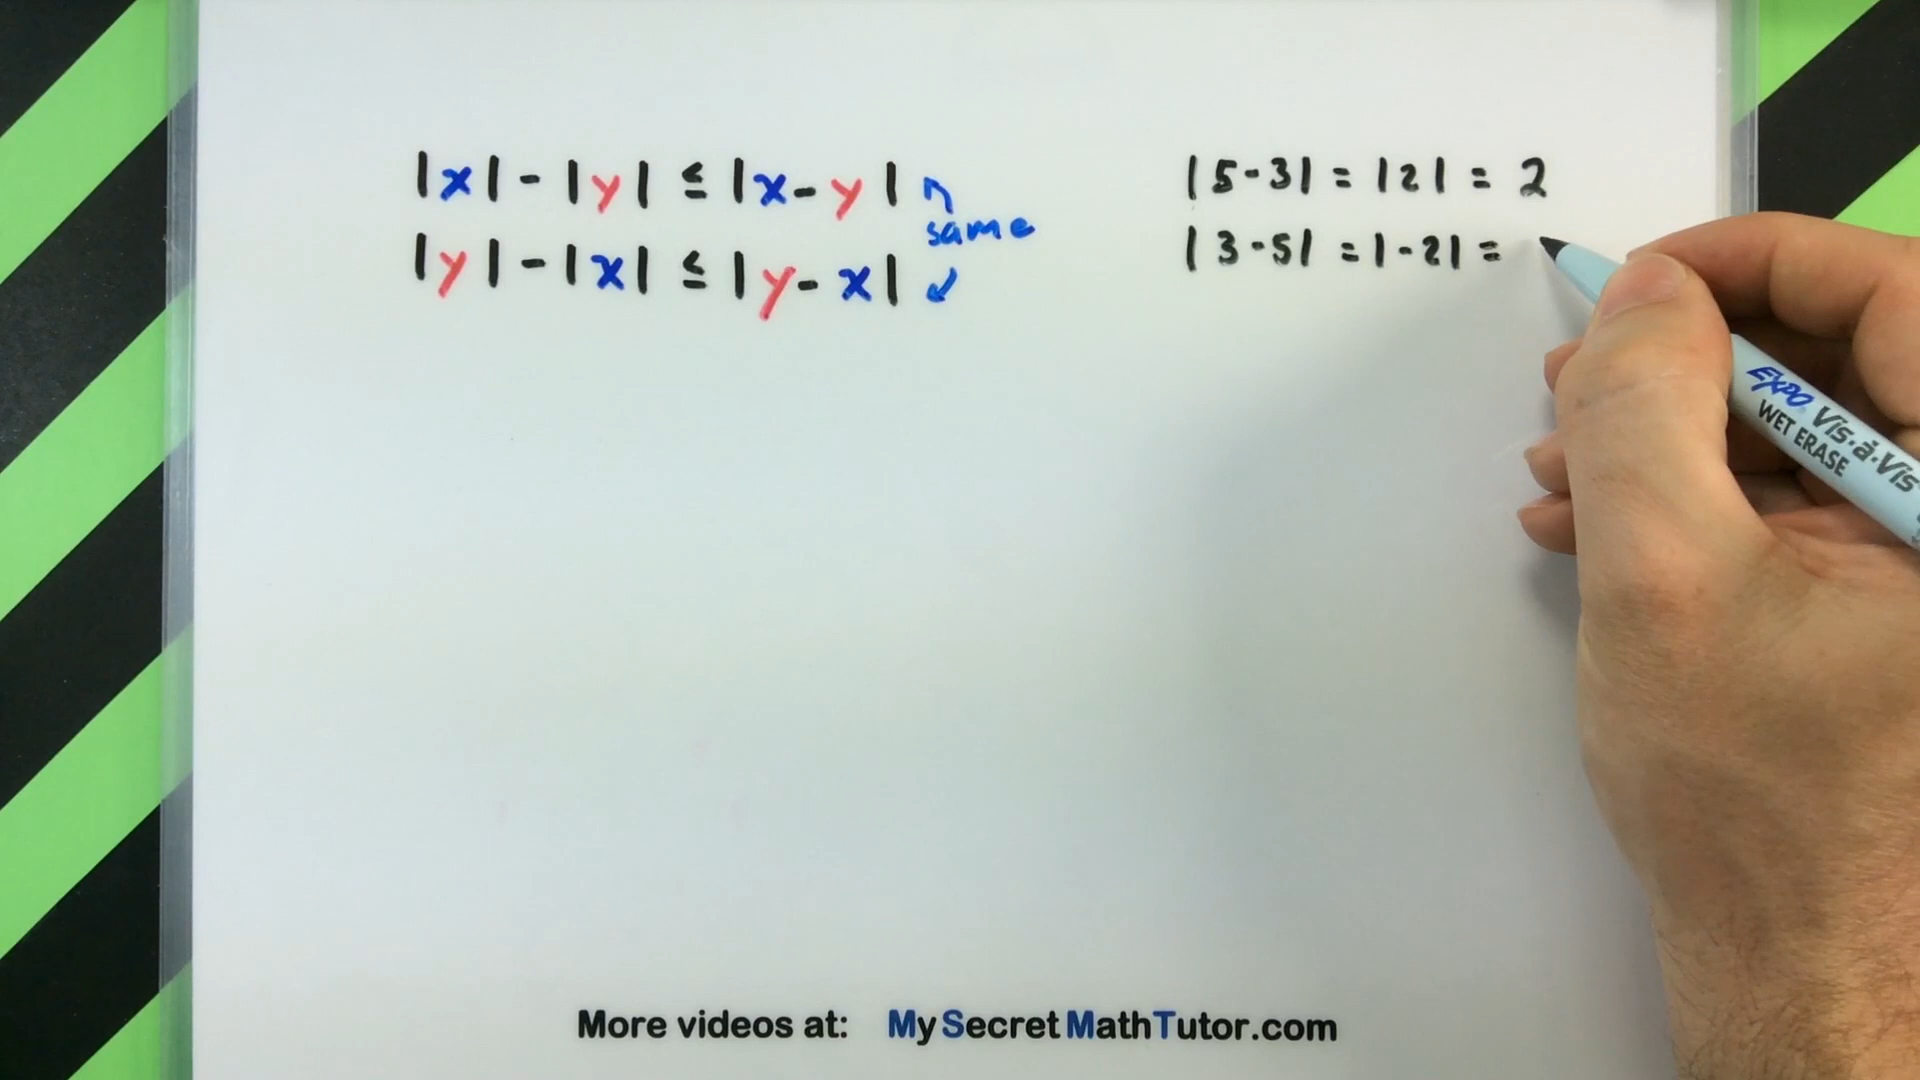 |x| - |y| ≤ |x - y|
same
|y| - |x| ≤ |y - x|
|5 - 3| = |2| = 2
|3 - 5| = |-2| =
EXPO Vis·à·Vis
WET ERASE
More videos at: MySecretMathTutor.com